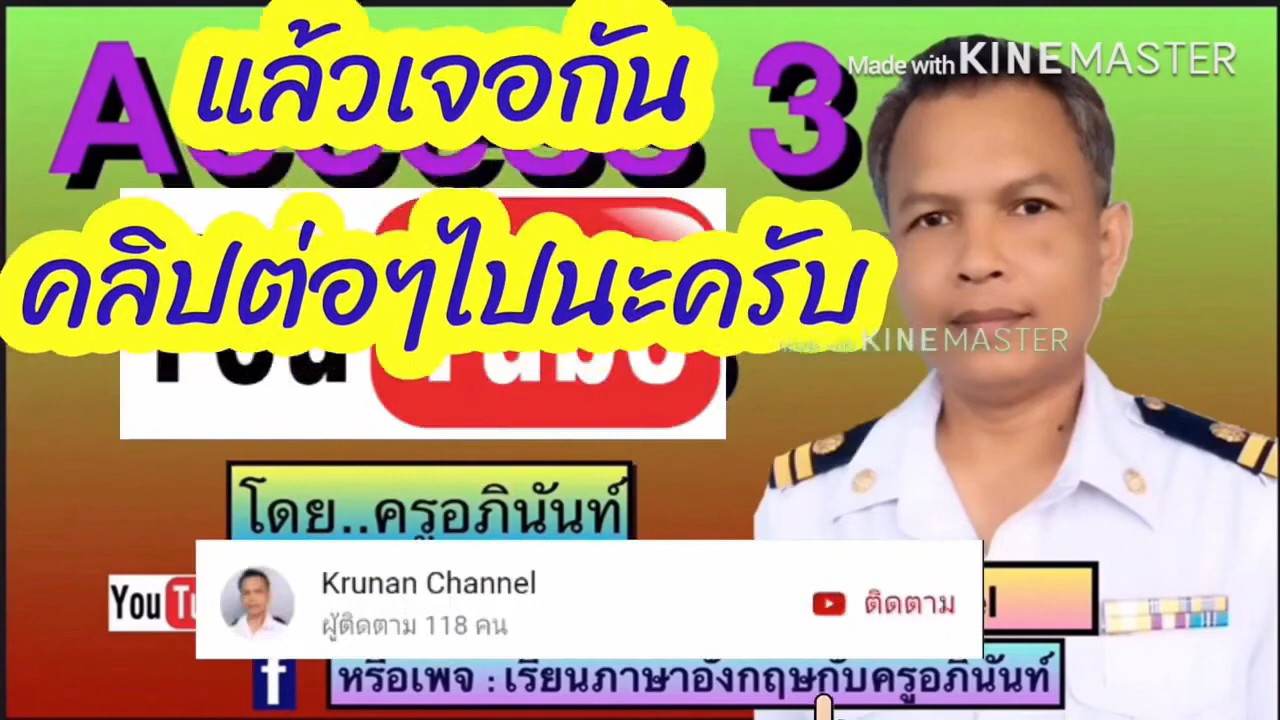 แล้วเจอกัน
3
Made with KINEMASTER
คลิปต่อๆไปนะครับ
KINEMASTER
You Tube
โดย..ครูอภินันท์
Krunan Channel
ผู้ติดตาม 118 คน
ติดตาม
You Tu
f หรือเพจ : เรียนภาษาอังกฤษกับครูอภินันท์